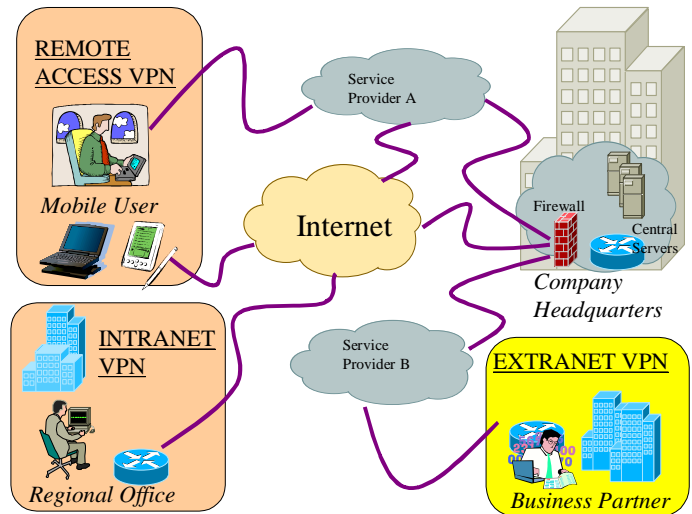 REMOTE
ACCESS VPN
Mobile User
Service
Provider A
Internet
Firewall
Central
Servers
Company
Headquarters
INTRANET
VPN
Regional Office
Service
Provider B
EXTRANET VPN
Business Partner